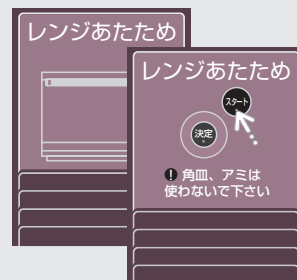 レンジあたため
レンジあたため
スタート
決定
! 角皿、アミは
使わないで下さい